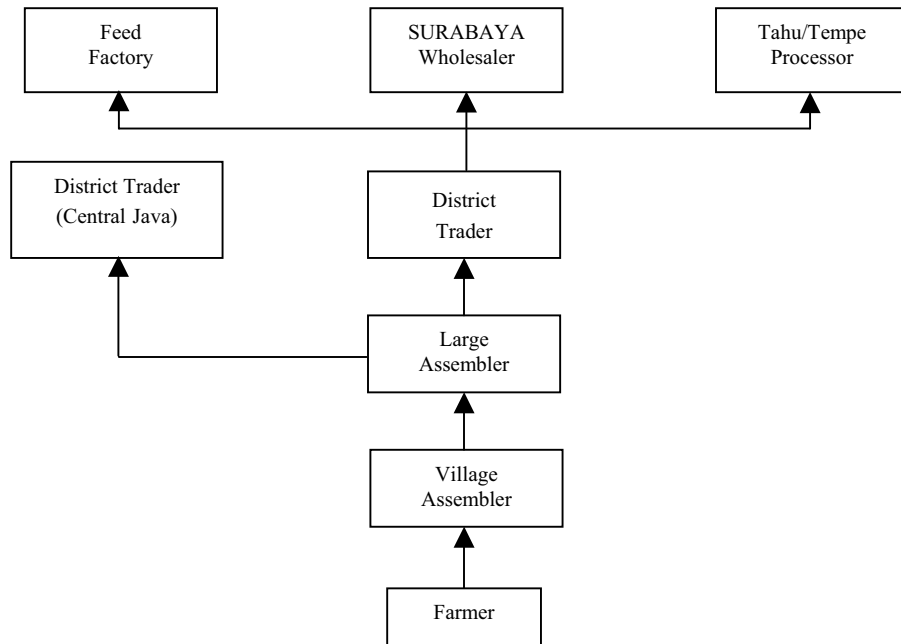 Feed
Factory
SURABAYA
Wholesaler
Tahu/Tempe
Processor
District Trader
(Central Java)
District
Trader
Large
Assembler
Village
Assembler
Farmer